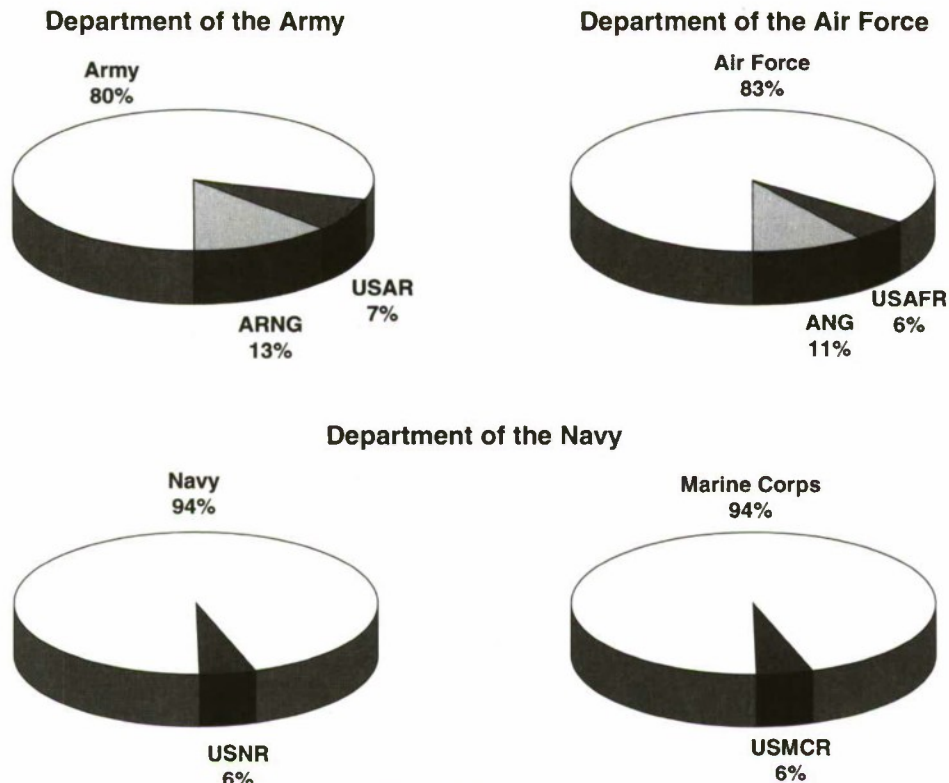 Department of the Army
Department of the Air Force
Army
80%
Air Force
83%
USAR
7%
ARNG
13%
USAFR
6%
ANG
11%
Department of the Navy
Navy
94%
Marine Corps
94%
USNR
6%
USMCR
6%